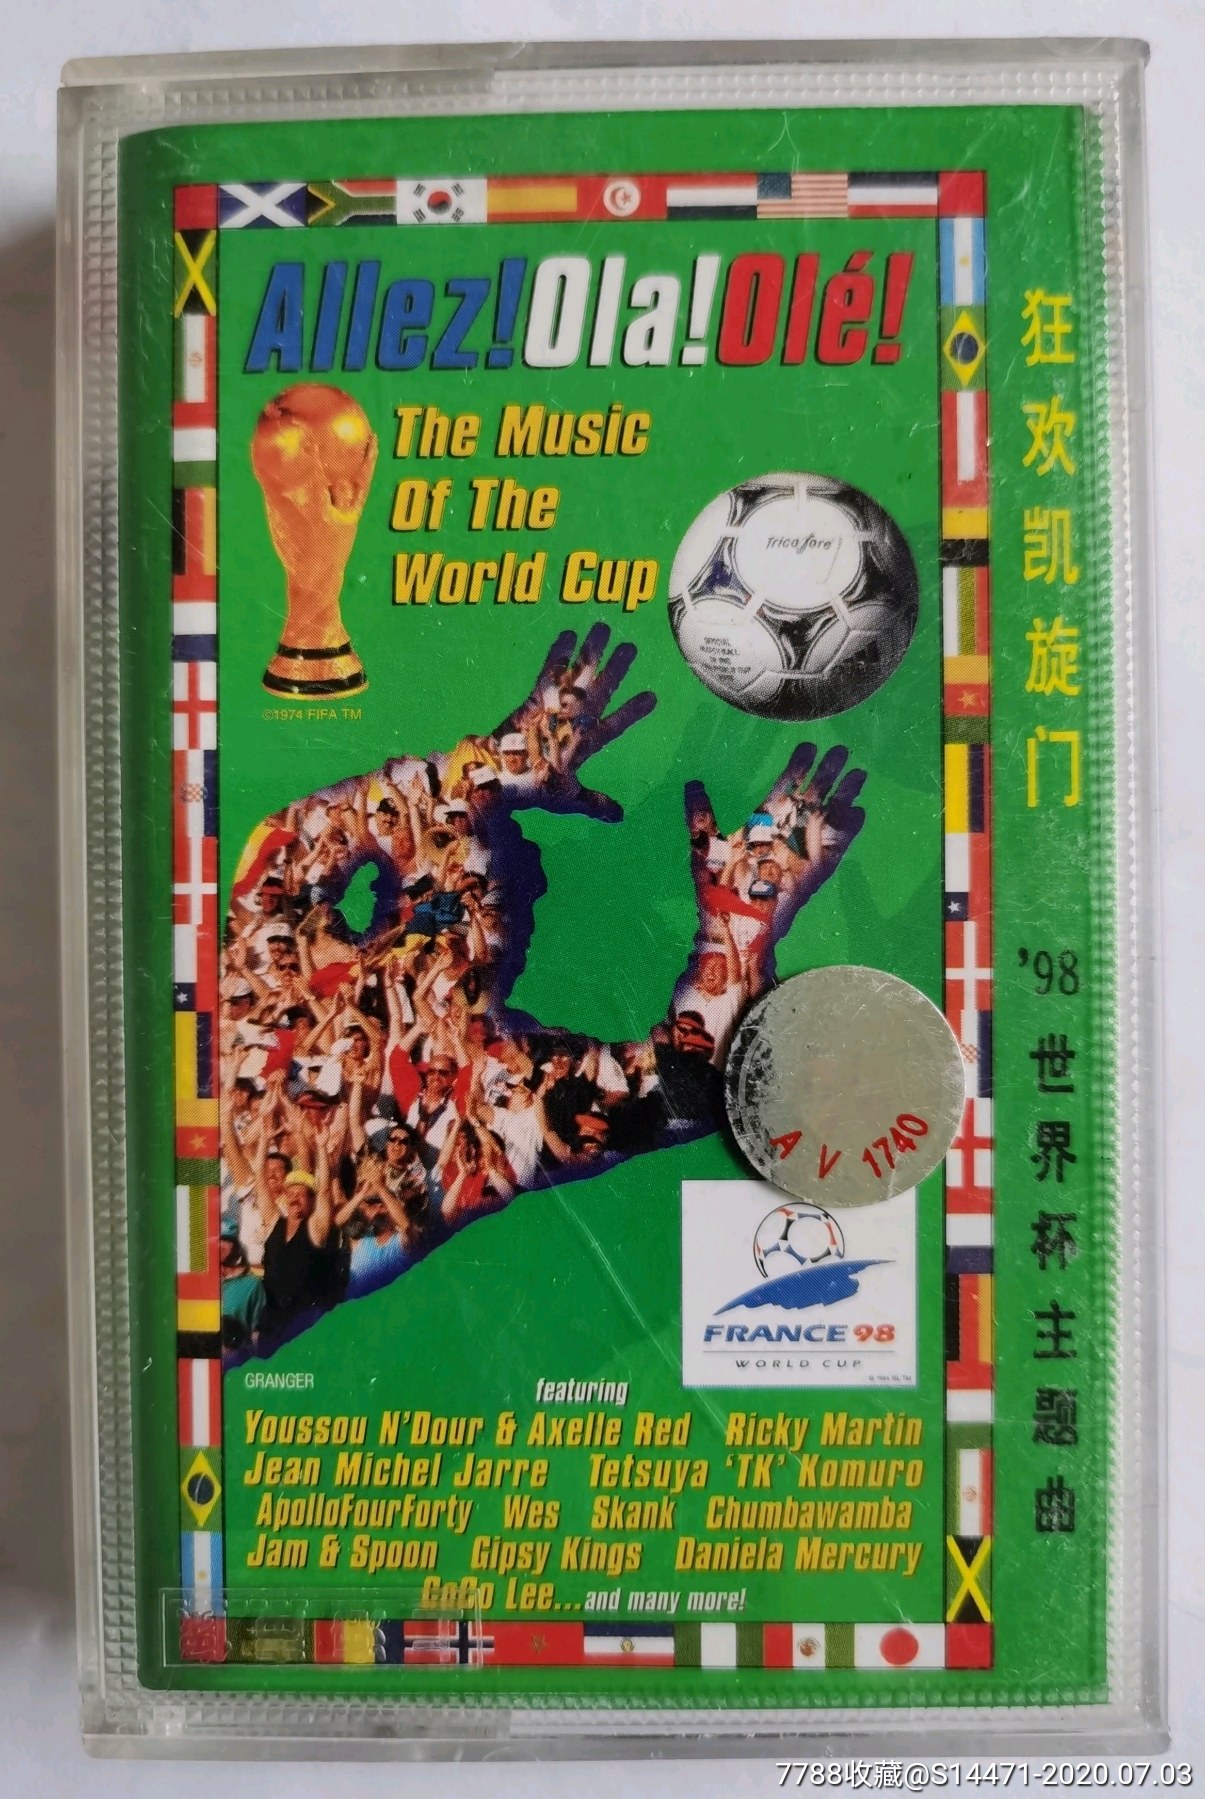 Allez!Ola!Olé!
The Music
Of The
World Cup
Tricolore
©1974 FIFA TM
狂欢凯旋门
'98世界杯主题曲
AV 1740
FRANCE 98
WORLD CUP
GRANGER
featuring
Youssou N'Dour & Axelle Red Ricky Martin
Jean Michel Jarre Tetsuya 'TK' Komuro
ApolloFourForty Wes Skank Chumbawamba
Jam & Spoon Gipsy Kings Daniela Mercury
CoCo Lee...and many more!
7788收藏@S14471-2020.07.03